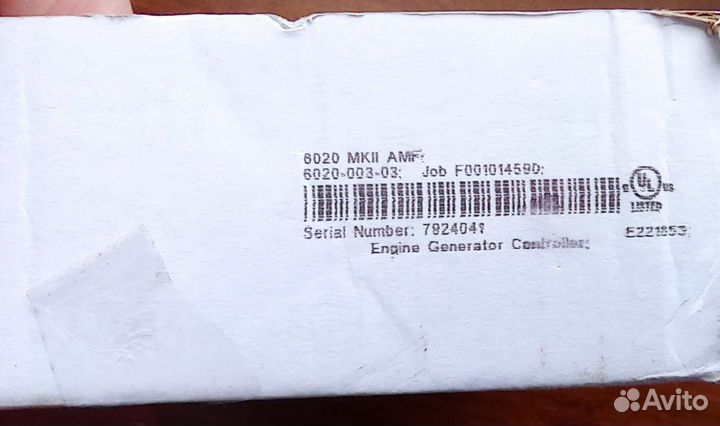 6020 MKII AMF;
6020-003-03; Job F001014590;
C UL US
LISTED
Serial Number: 7924041
E221853;
Engine Generator Controller;
Avito